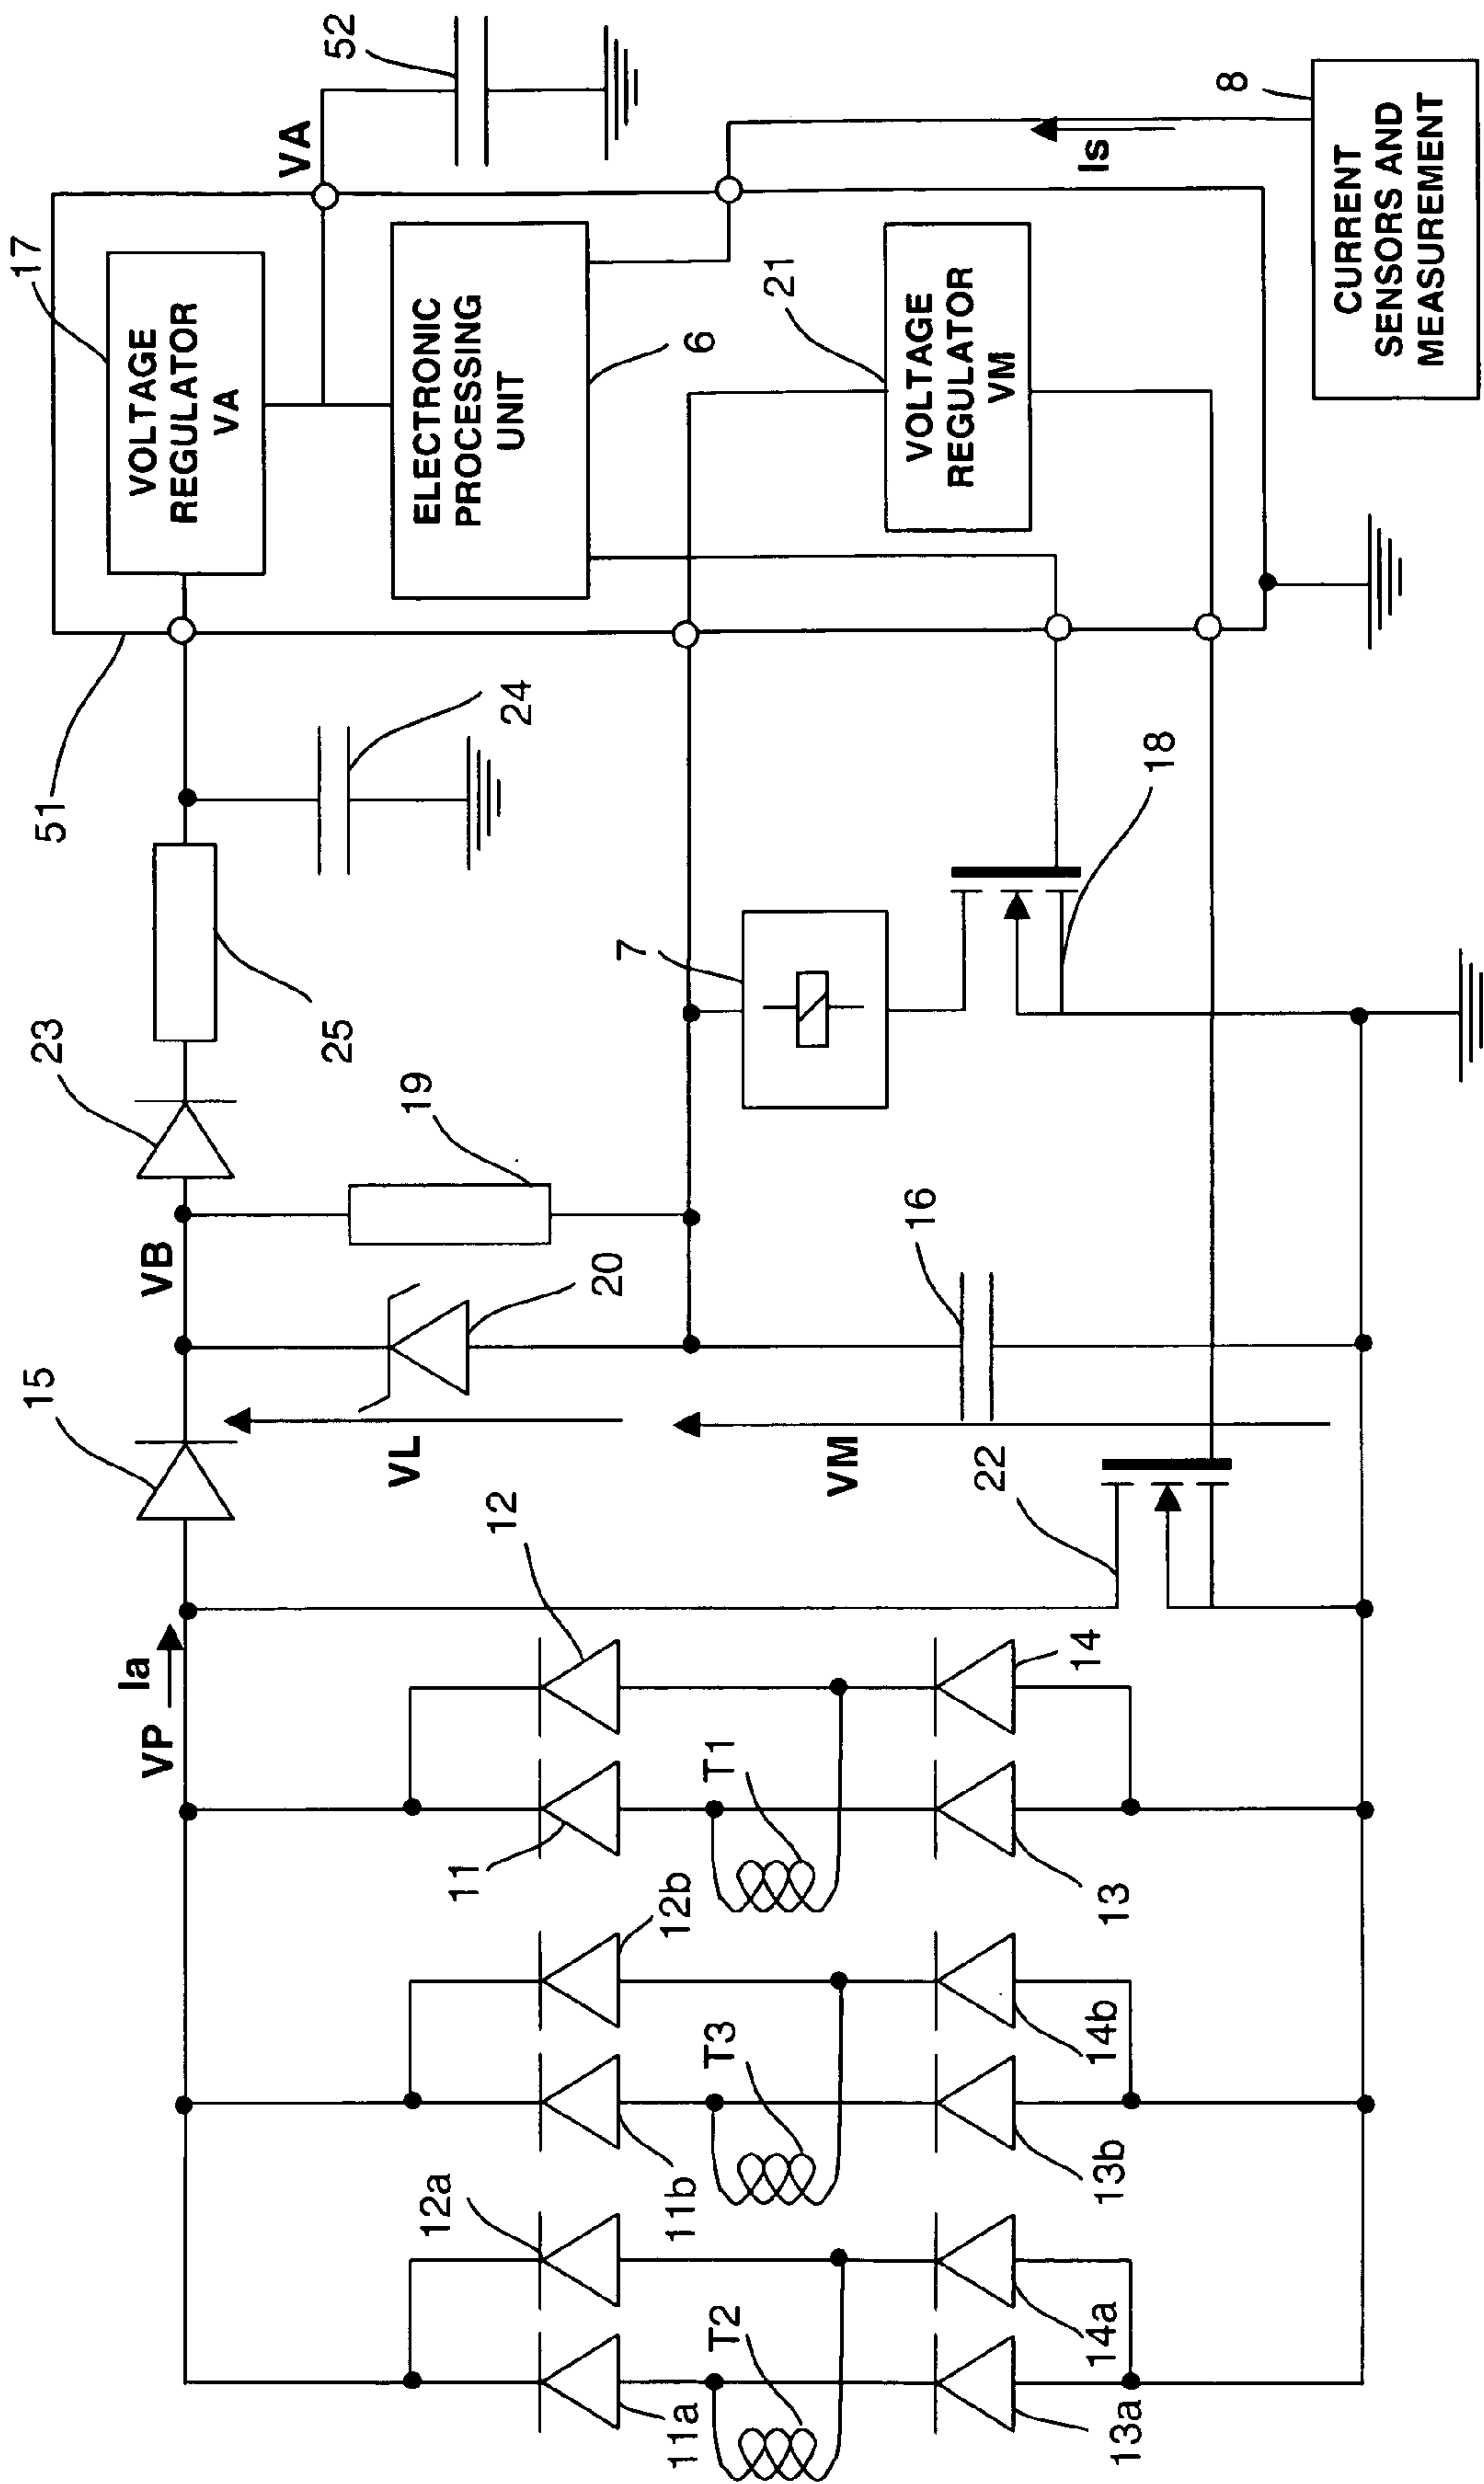 17
VA
52
VOLTAGE
REGULATOR
VA
51
15
VB
23
25
24
ELECTRONIC
PROCESSING
UNIT
6
VP
Ia
VL
20
19
12
7
21
VOLTAGE
REGULATOR
VM
Is
8
CURRENT
SENSORS AND
MEASUREMENT
VM
16
18
22
12a
11a
T2
14a
13a
12b
11b
T3
14b
13b
11
T1
14
13